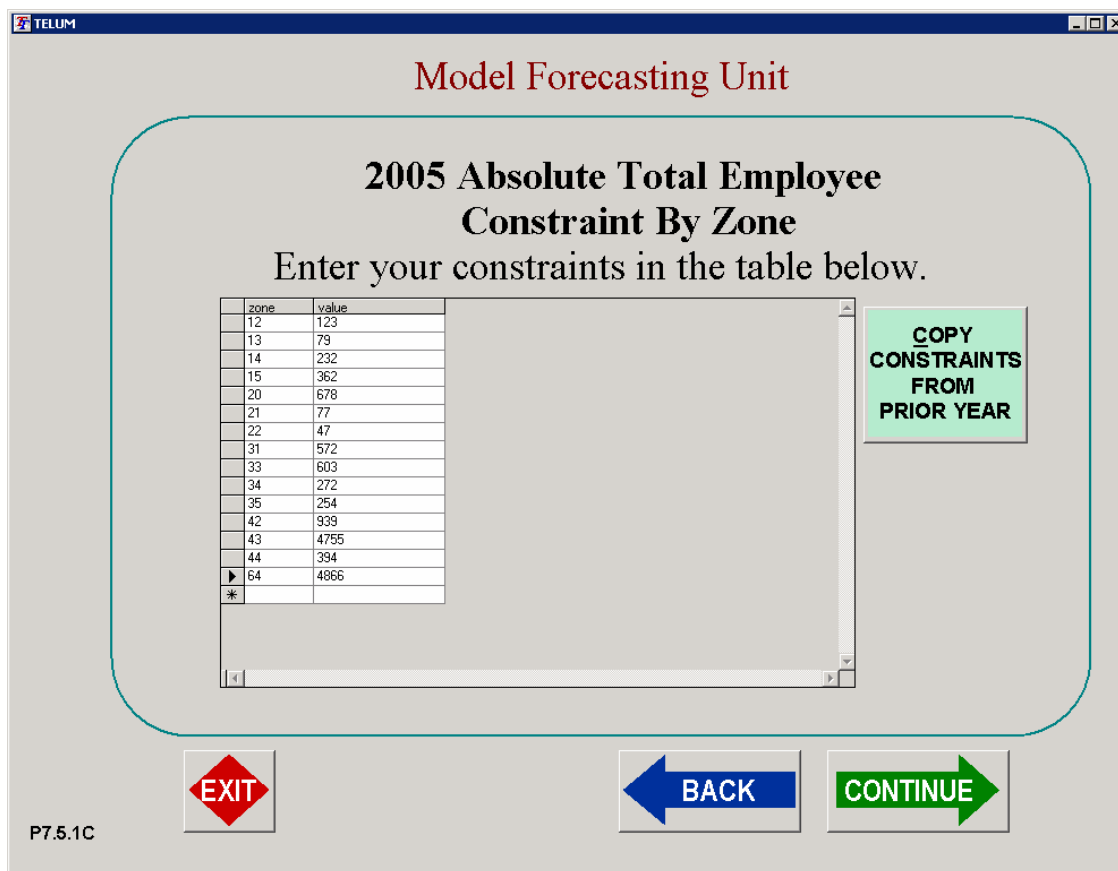 TELUM
Model Forecasting Unit
2005 Absolute Total Employee
Constraint By Zone
Enter your constraints in the table below.
zone value
12 123
13 79
14 232
15 362
20 678
21 77
22 47
31 572
33 603
34 272
35 254
42 939
43 4755
44 394
64 4866
COPY
CONSTRAINTS
FROM
PRIOR YEAR
EXIT
BACK
CONTINUE
P7.5.1C